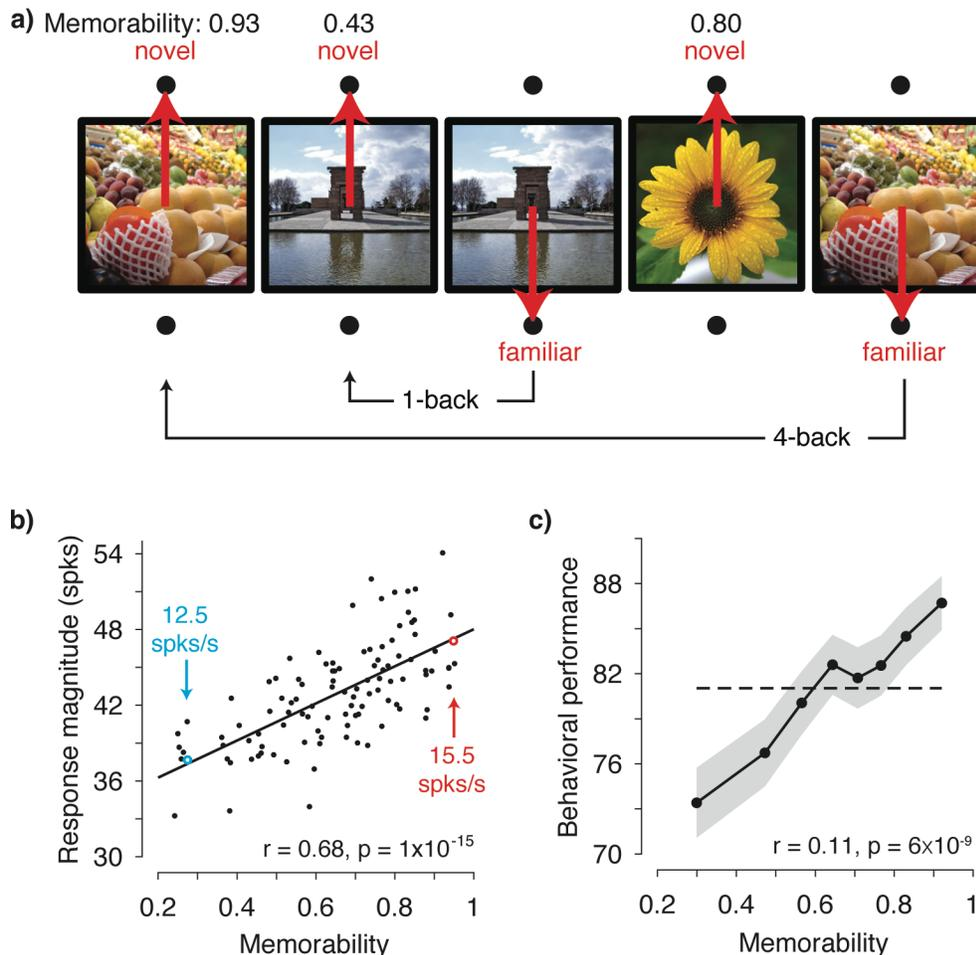 a) Memorability: 0.93 0.43 0.80
novel novel novel
familiar familiar
1-back
4-back
b)
Response magnitude (spks)
54
48
42
36
30
12.5
spks/s
15.5
spks/s
r = 0.68, p = 1x10⁻¹⁵
0.2 0.4 0.6 0.8 1
Memorability
c)
Behavioral performance
88
82
76
70
r = 0.11, p = 6x10⁻⁹
0.2 0.4 0.6 0.8 1
Memorability